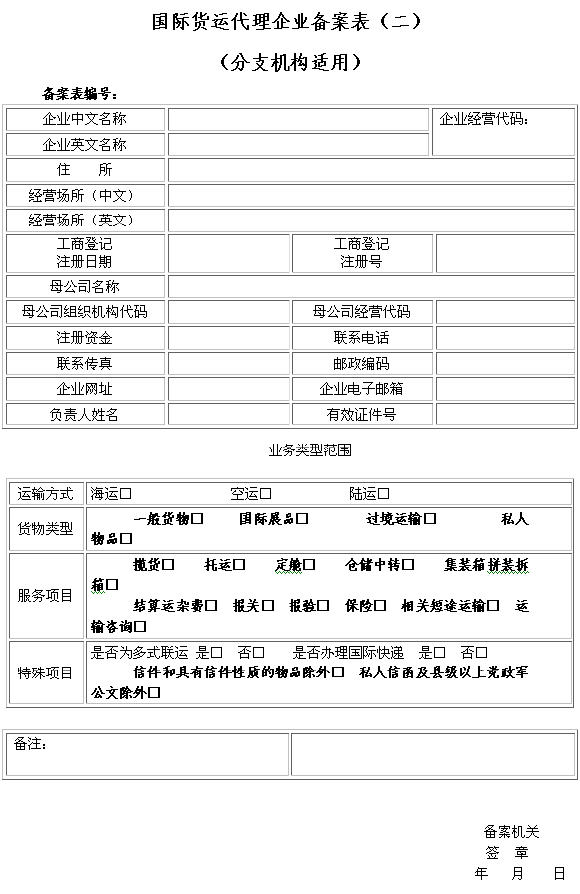 国际货运代理企业备案表（二）
（分支机构适用）
备案表编号：
企业中文名称 企业经营代码：
企业英文名称
住　　所
经营场所（中文）
经营场所（英文）
工商登记 工商登记
注册日期 注册号
母公司名称
母公司组织机构代码 母公司经营代码
注册资金 联系电话
联系传真 邮政编码
企业网址 企业电子邮箱
负责人姓名 有效证件号
业务类型范围
运输方式 海运□ 空运□ 陆运□
货物类型 一般货物□ 国际展品□ 过境运输□ 私人
物品□
服务项目 揽货□ 托运□ 定舱□ 仓储中转□ 集装箱拼装拆
箱□
结算运杂费□ 报关□ 报验□ 保险□ 相关短途运输□ 运
输咨询□
特殊项目 是否为多式联运 是□ 否□ 是否办理国际快递 是□ 否□
信件和具有信件性质的物品除外□ 私人信函及县级以上党政军
公文除外□
备注：
备案机关
签　章
年　月　日